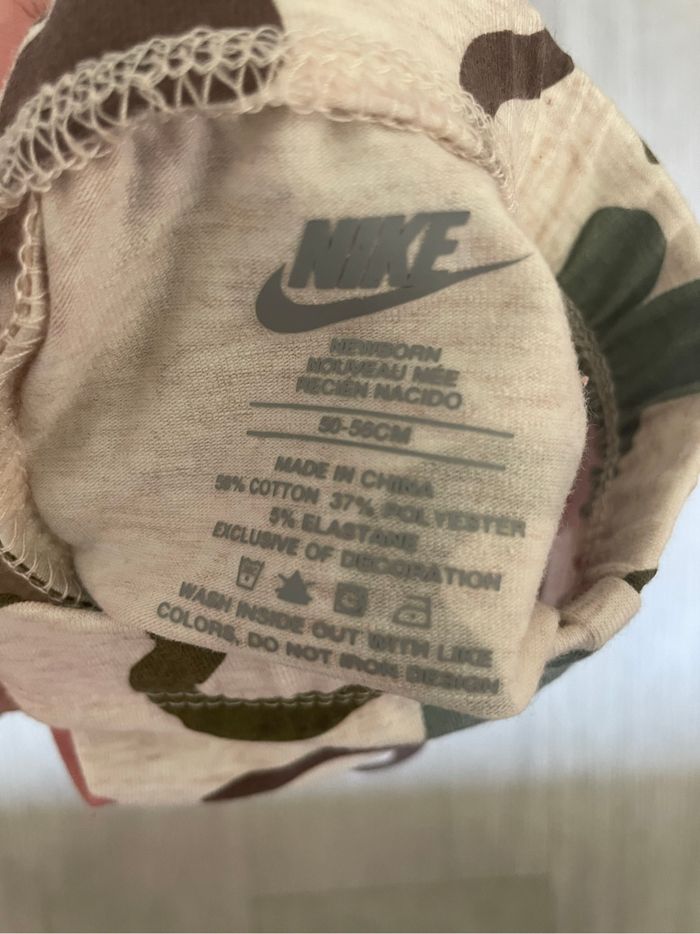 NIKE
NEWBORN
NOUVEAU NÉE
RECIÉN NACIDO
50-56CM
MADE IN CHINA
58% COTTON 37% POLYESTER
5% ELASTANE
EXCLUSIVE OF DECORATION
WASH INSIDE OUT WITH LIKE
COLORS, DO NOT IRON DESIGN